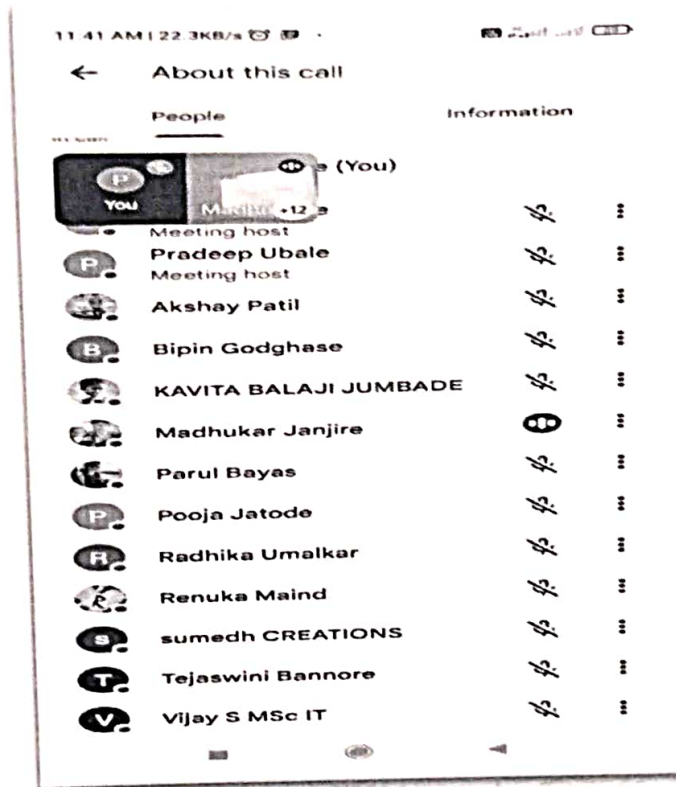 11:41 AM | 22.3KB/s
← About this call
People Information
(You)
P
You
+12
Meeting host
P Pradeep Ubale
Meeting host
Akshay Patil
B Bipin Godghase
KAVITA BALAJI JUMBADE
Madhukar Janjire
Parul Bayas
P Pooja Jatode
R Radhika Umalkar
R Renuka Maind
S sumedh CREATIONS
T Tejaswini Bannore
V Vijay S MSc IT